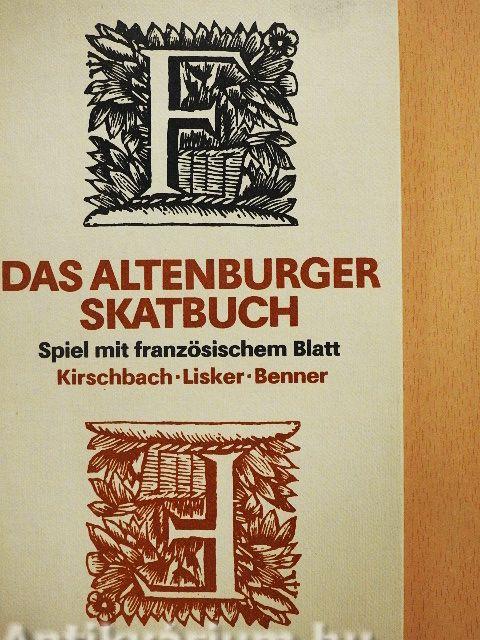 F
DAS ALTENBURGER
SKATBUCH
Spiel mit französischem Blatt
Kirschbach·Lisker·Benner
F